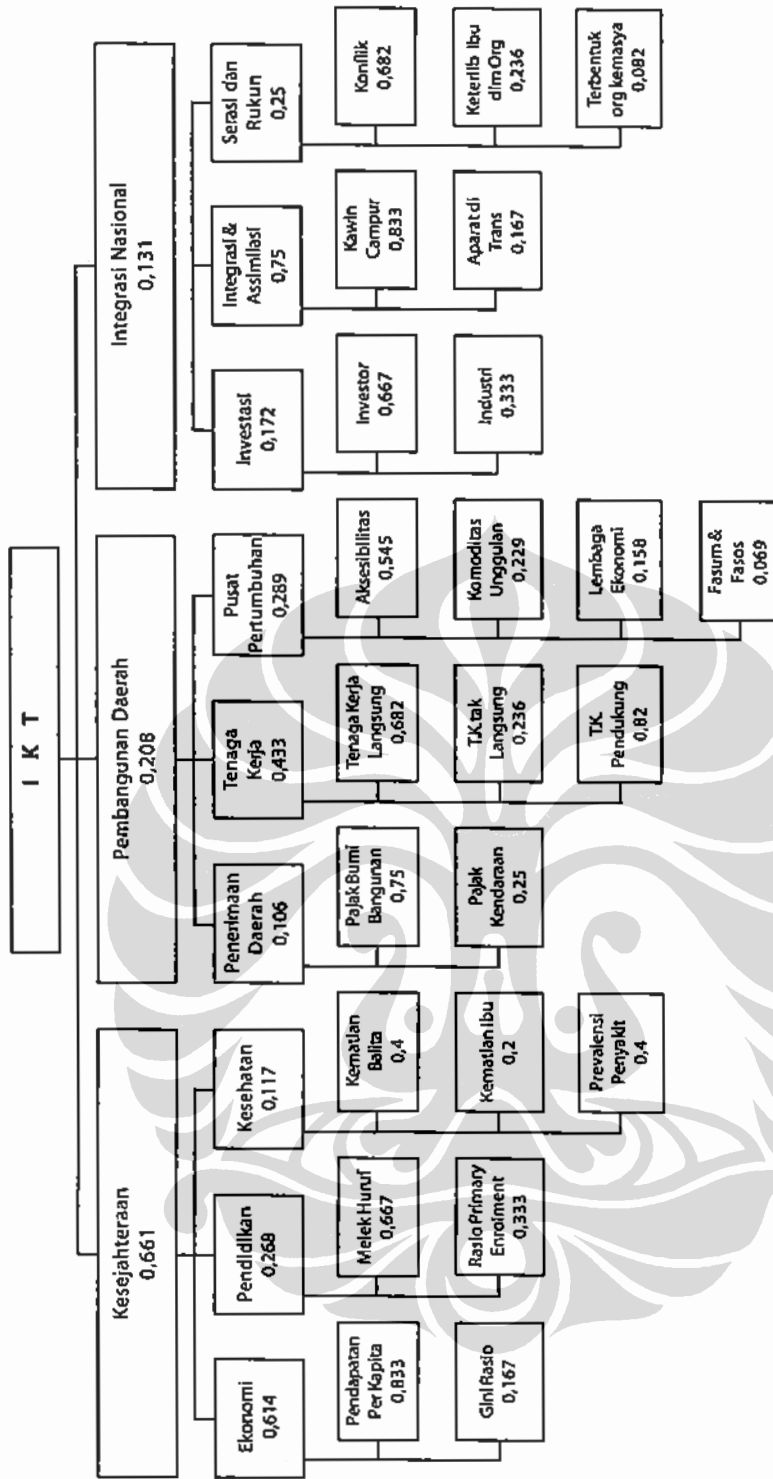 I K T
Kesejahteraan
0,661
Pembangunan Daerah
0,208
Integrasi Nasional
0,131
Ekonomi
0,614
Pendidikan
0,268
Kesehatan
0,117
Penerimaan
Daerah
0,106
Tenaga
Kerja
0,433
Pusat
Pertumbuhan
0,289
Investasi
0,172
Integrasi &
Assimilasi
0,75
Serasi dan
Rukun
0,25
Pendapatan
Per Kapita
0,833
Gini Rasio
0,167
Melek Huruf
0,667
Rasio Primary
Enrolment
0,333
Kematian
Balita
0,4
Kematian Ibu
0,2
Prevalensi
Penyakit
0,4
Pajak Bumi
Bangunan
0,75
Pajak
Kendaraan
0,25
Tenaga Kerja
Langsung
0,682
T.K tak
Langsung
0,236
T.K.
Pendukung
0,82
Aksesibilitas
0,545
Komoditas
Unggulan
0,229
Lembaga
Ekonomi
0,158
Fasum &
Fasos
0,069
Investor
0,667
Industri
0,333
Kawin
Campur
0,833
Aparat di
Trans
0,167
Konflik
0,682
Keterlib Ibu
dlm Org
0,236
Terbentuk
org kemasya
0,082